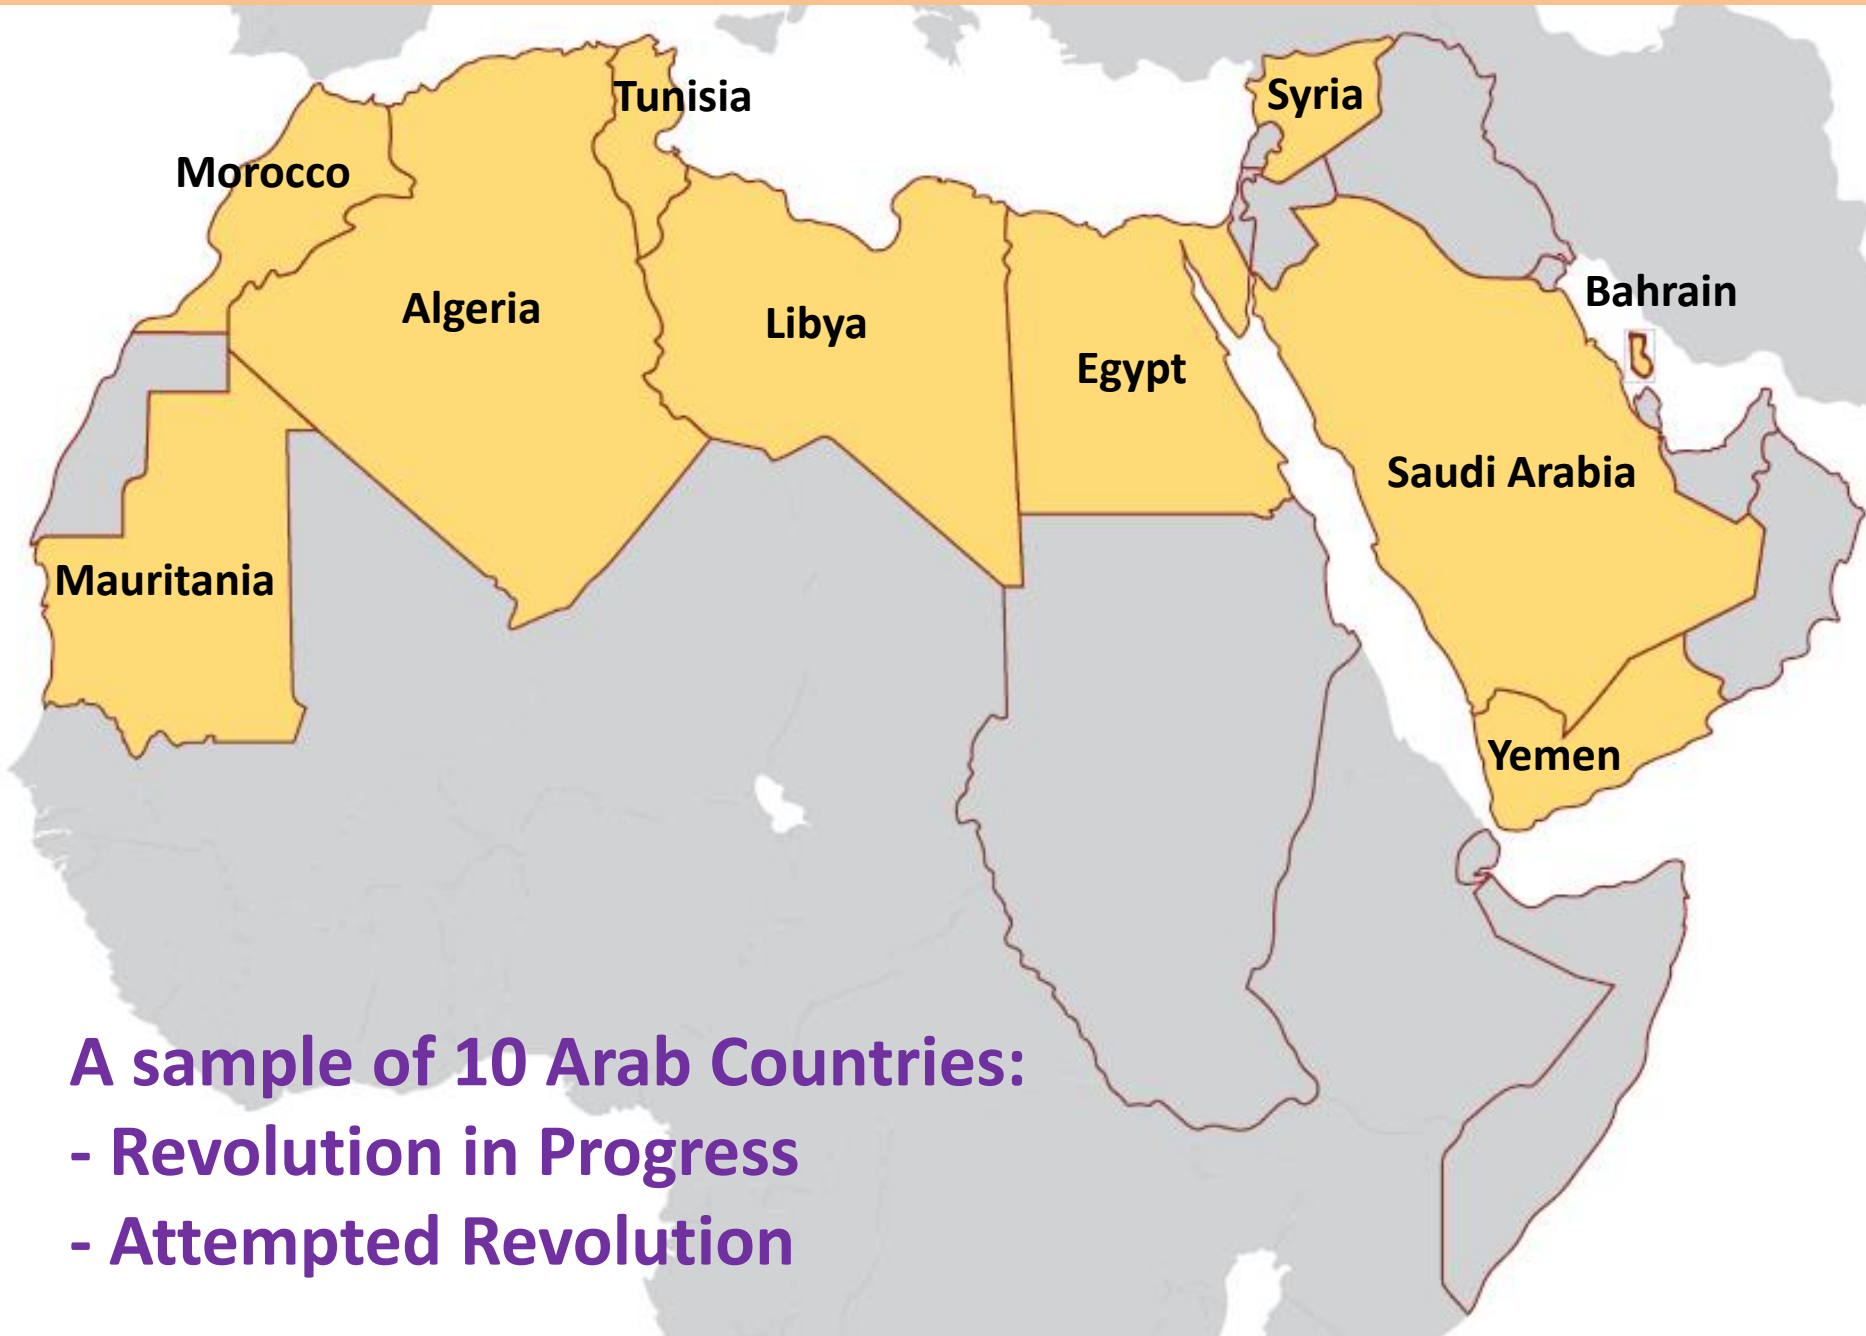 Tunisia
Syria
Morocco
Bahrain
Algeria
Libya
Egypt
Saudi Arabia
Mauritania
Yemen
A sample of 10 Arab Countries:
- Revolution in Progress
- Attempted Revolution